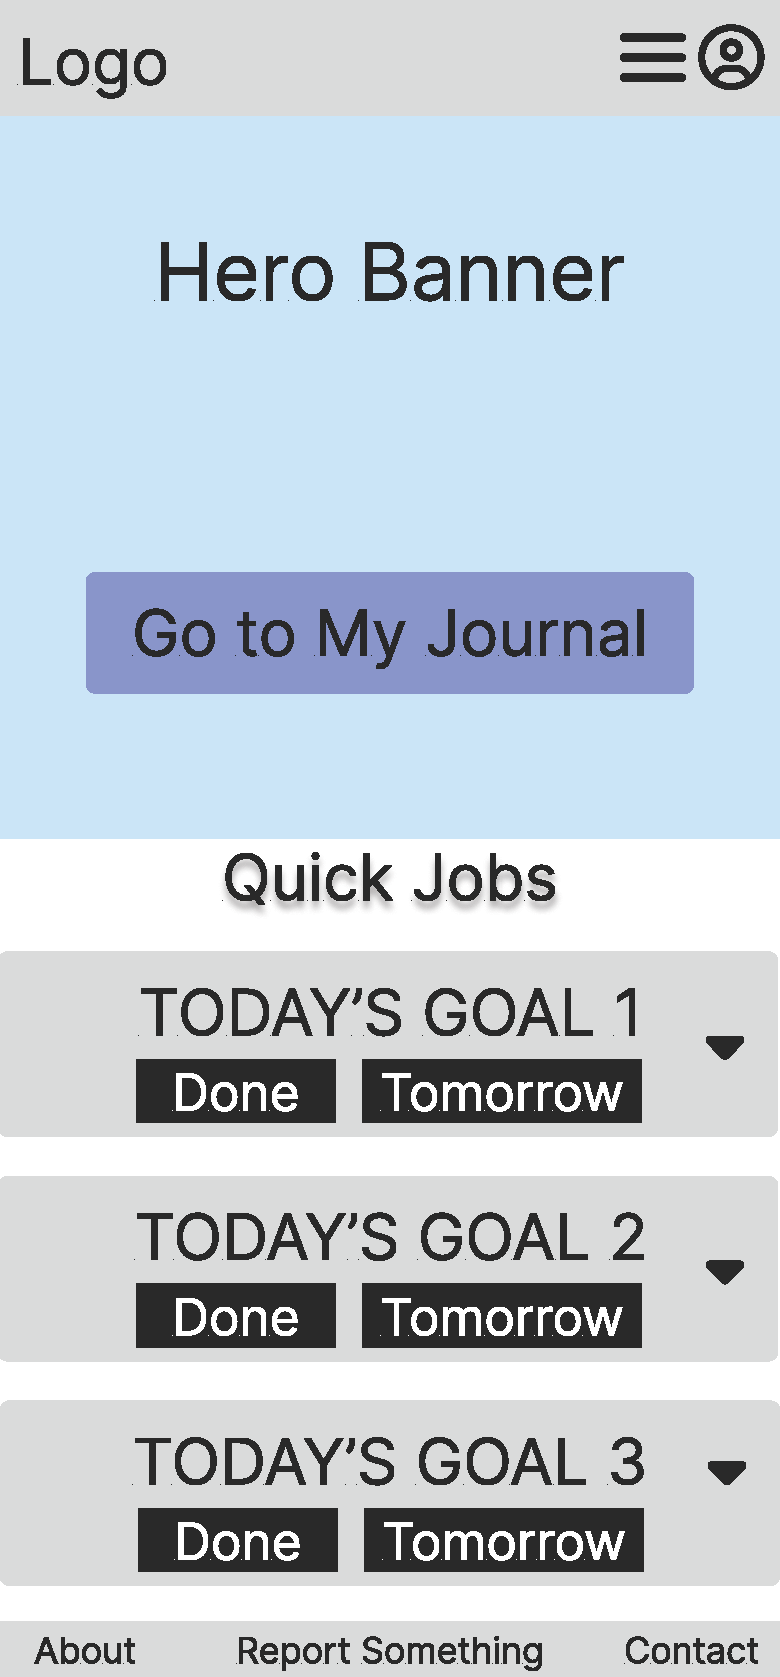 Logo
Hero Banner
Go to My Journal
Quick Jobs
TODAY’S GOAL 1
Done Tomorrow
TODAY’S GOAL 2
Done Tomorrow
TODAY’S GOAL 3
Done Tomorrow
About Report Something Contact